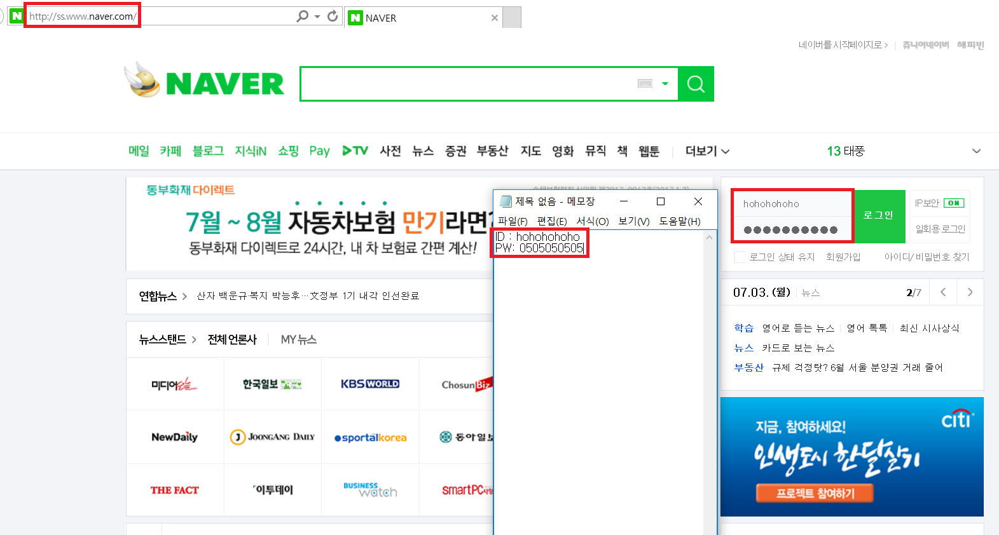 http://ss.www.naver.com/
NAVER
네이버를 시작페이지로 > | 쥬니어네이버 해피빈
NAVER
메일 카페 블로그 지식iN 쇼핑 Pay TV 사전 뉴스 증권 부동산 지도 영화 뮤직 책 웹툰 | 더보기
13 태풍
동부화재 다이렉트
7월 ~ 8월 자동차보험 만기라면?
동부화재 다이렉트로 24시간, 내 차 보험료 간편 계산!
제목 없음 - 메모장
파일(F) 편집(E) 서식(O) 보기(V) 도움말(H)
ID : hohohohoho
PW: 0505050505
hohohohoho
●●●●●●●●●●
로그인
IP보안 ON
일회용 로그인
로그인 상태 유지 회원가입 아이디/비밀번호 찾기
연합뉴스 > 산자 백운규·복지 박능후…文정부 1기 내각 인선완료
뉴스스탠드 > 전체 언론사 | MY 뉴스
미디어오늘 한국일보 KBS WORLD ChosunBiz
NewDaily JOONGANG DAILY sportalkorea 동아일보
THE FACT 이투데이 BUSINESS watch smartPC사랑
07.03. (월) | 뉴스 2/7 < >
학습 영어로 듣는 뉴스 | 영어 톡톡 | 최신 시사상식
뉴스 카드로 보는 뉴스
부동산 규제 걱정탓? 6월 서울 분양권 거래 줄어
citi
지금, 참여하세요!
인생도시 한달살기
프로젝트 참여하기